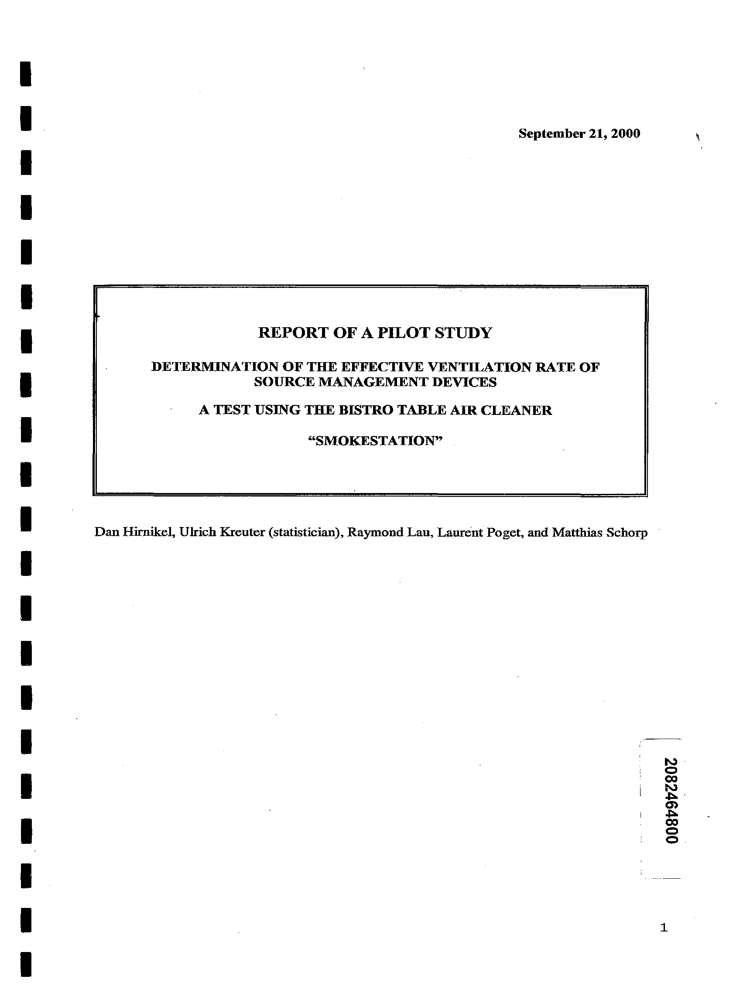 September 21, 2000
REPORT OF A PILOT STUDY
DETERMINATION OF THE EFFECTIVE VENTILATION RATE OF
SOURCE MANAGEMENT DEVICES
A TEST USING THE BISTRO TABLE AIR CLEANER
“SMOKESTATION”
Dan Hirnikel, Ulrich Kreuter (statistician), Raymond Lau, Laurent Poget, and Matthias Schorp
2082464800
1